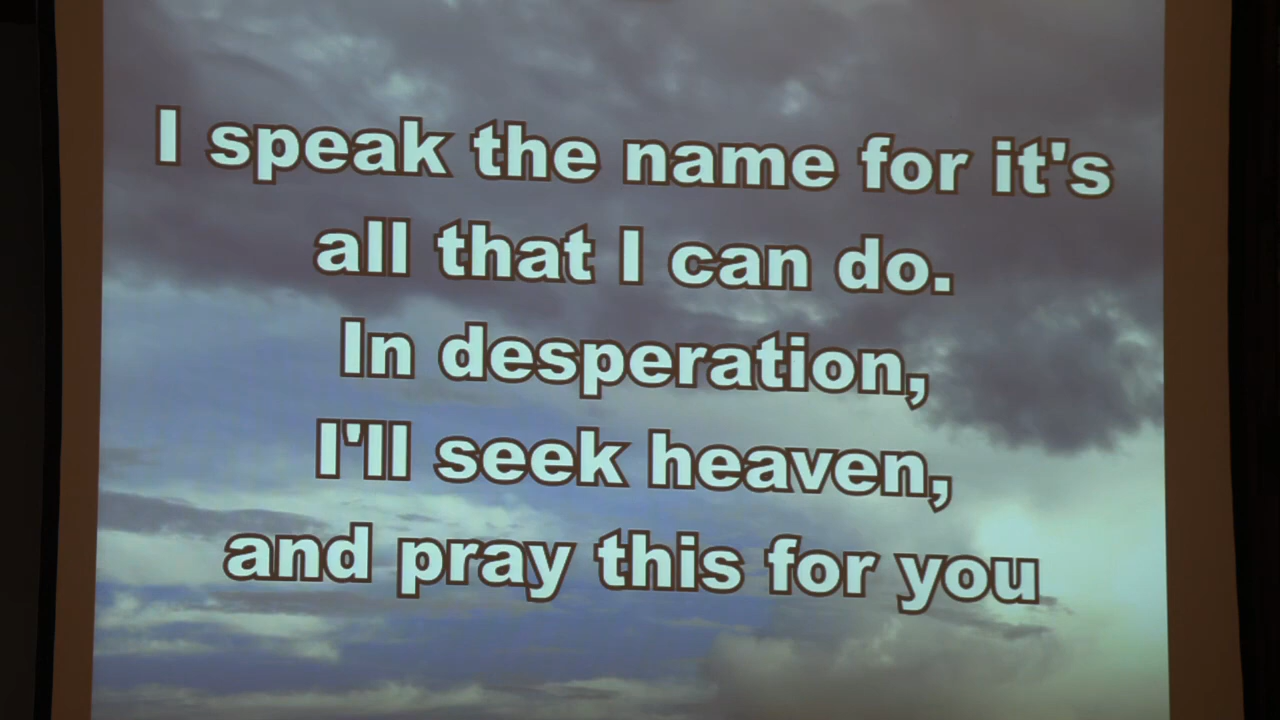 I speak the name for it's
all that I can do.
In desperation,
I'll seek heaven,
and pray this for you